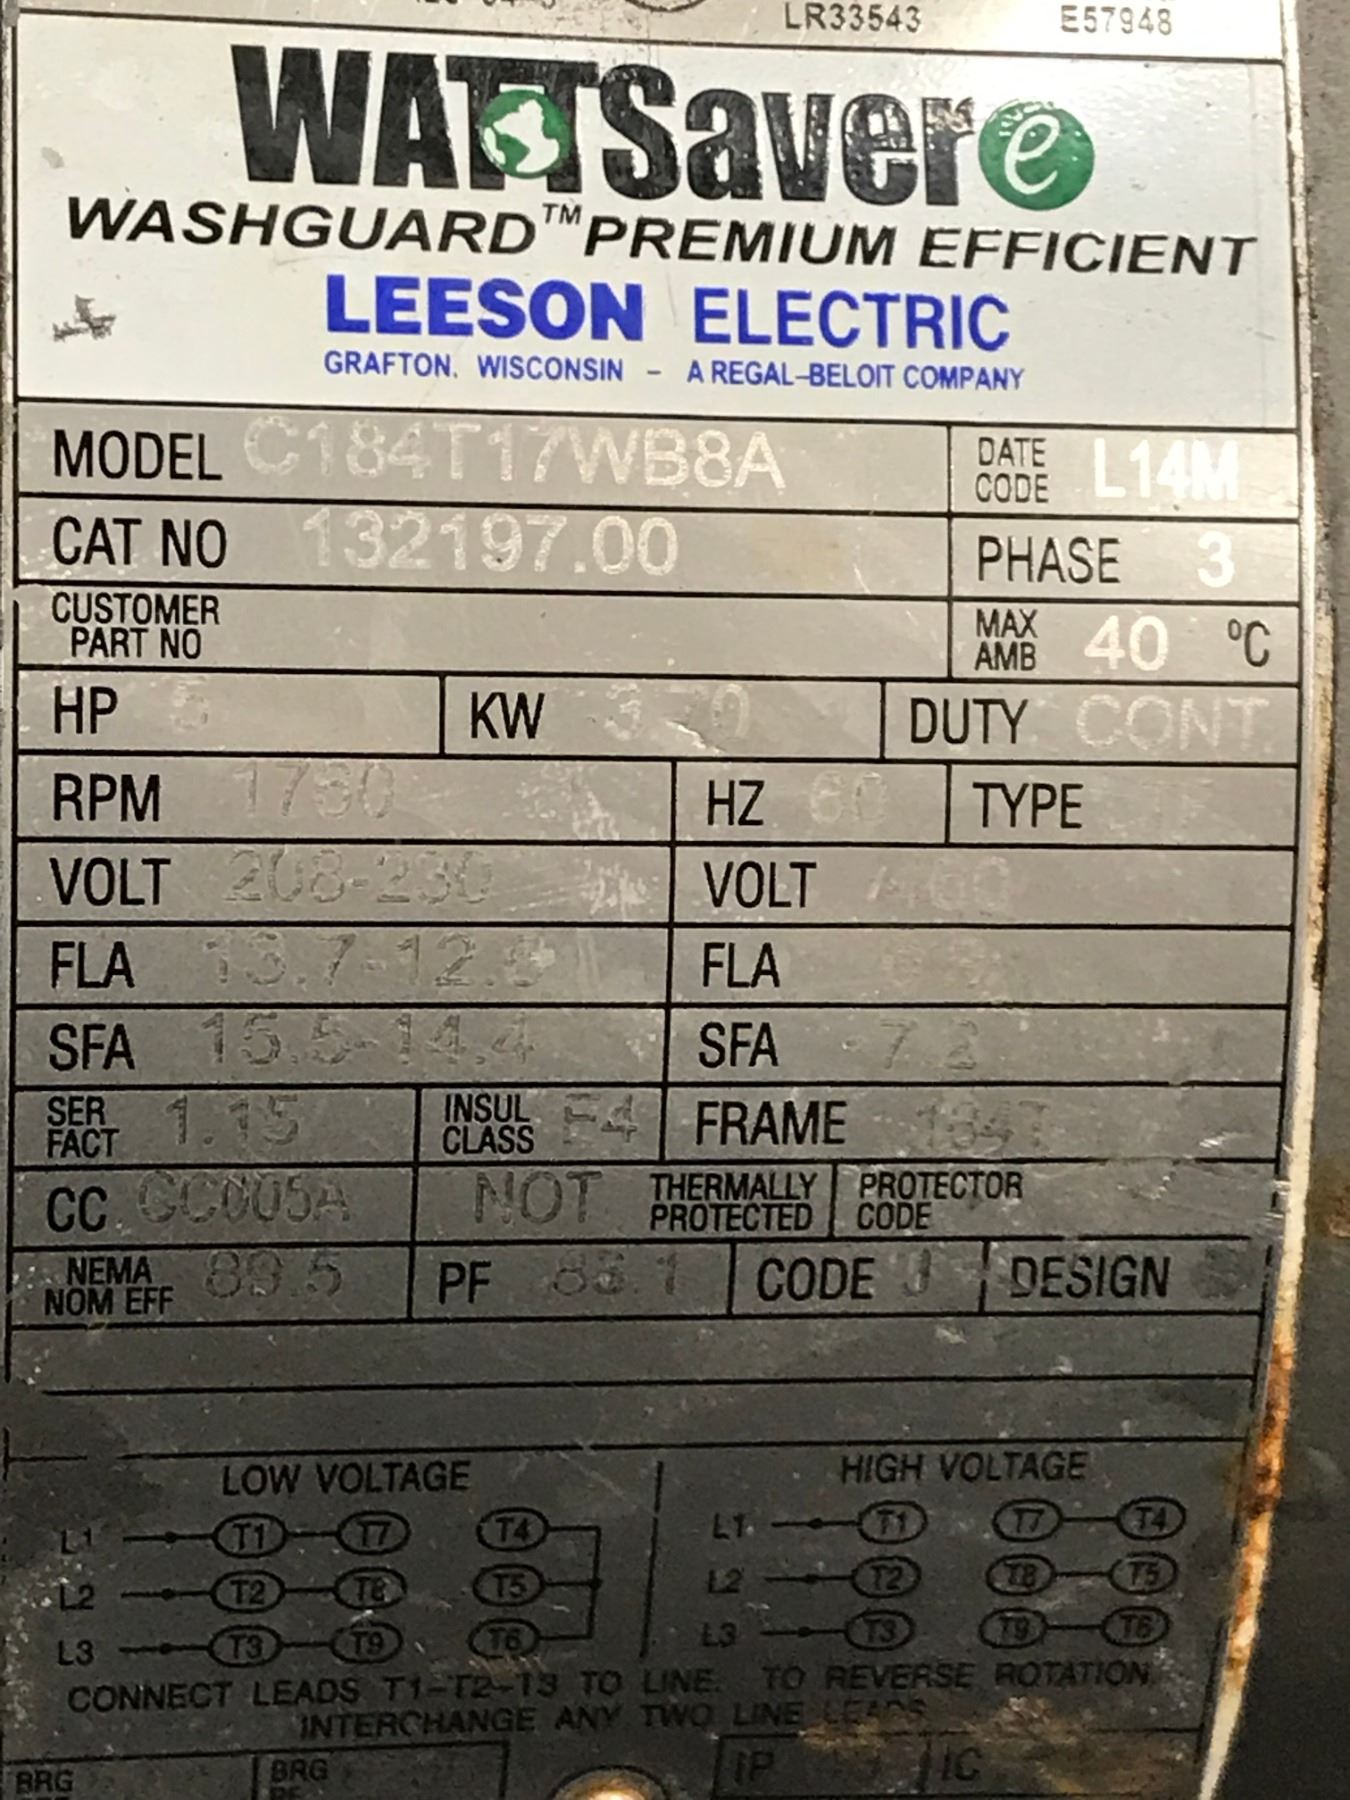 LR33543 E57948
WATTSaver e
WASHGUARD™ PREMIUM EFFICIENT
LEESON ELECTRIC
GRAFTON, WISCONSIN – A REGAL–BELOIT COMPANY
MODEL C184T17WB8A DATE CODE L14M
CAT NO 132197.00 PHASE 3
CUSTOMER PART NO MAX AMB 40 °C
HP 5 KW DUTY CONT.
RPM HZ 60 TYPE
VOLT 208-230 VOLT 460
FLA FLA
SFA 15.5-14.4 SFA 7.2
SER FACT 1.15 INSUL CLASS F4 FRAME 184T
CC CC005A NOT THERMALLY PROTECTED PROTECTOR CODE
NEMA NOM EFF 89.5 PF CODE J DESIGN
LOW VOLTAGE HIGH VOLTAGE
L1 T1 T7 T4 L1 T1 T7 T4
L2 T2 T8 T5 L2 T2 T8 T5
L3 T3 T9 T6 L3 T3 T9 T6
CONNECT LEADS T1–T2–T3 TO LINE. TO REVERSE ROTATION,
INTERCHANGE ANY TWO LINE LEADS
BRG BRG IP IC